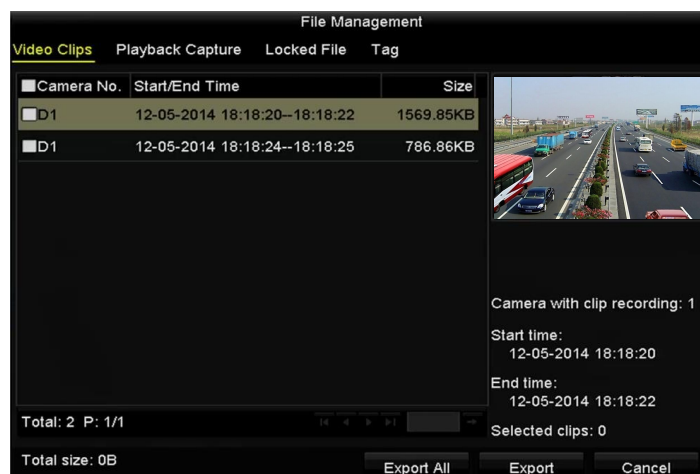 File Management
Video Clips Playback Capture Locked File Tag
Camera No. Start/End Time Size
D1 12-05-2014 18:18:20--18:18:22 1569.85KB
D1 12-05-2014 18:18:24--18:18:25 786.86KB
Camera with clip recording: 1
Start time:
12-05-2014 18:18:20
End time:
12-05-2014 18:18:22
Selected clips: 0
Total: 2 P: 1/1
Total size: 0B
Export All Export Cancel